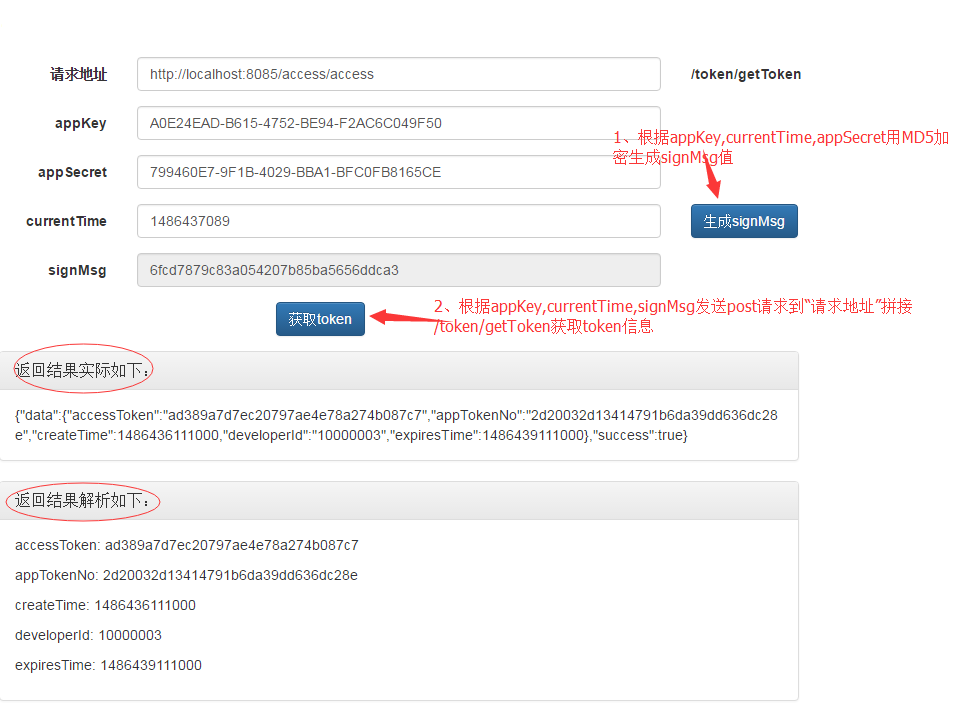 请求地址 http://localhost:8085/access/access /token/getToken
appKey A0E24EAD-B615-4752-BE94-F2AC6C049F50
1、根据appKey,currentTime,appSecret用MD5加
密生成signMsg值
appSecret 799460E7-9F1B-4029-BBA1-BFC0FB8165CE
currentTime 1486437089 生成signMsg
signMsg 6fcd7879c83a054207b85ba5656ddca3
获取token
2、根据appKey,currentTime,signMsg发送post请求到“请求地址”拼接
/token/getToken获取token信息
返回结果实际如下：
{"data":{"accessToken":"ad389a7d7ec20797ae4e78a274b087c7","appTokenNo":"2d20032d13414791b6da39dd636dc28
e","createTime":1486436111000,"developerId":"10000003","expiresTime":1486439111000},"success":true}
返回结果解析如下：
accessToken: ad389a7d7ec20797ae4e78a274b087c7
appTokenNo: 2d20032d13414791b6da39dd636dc28e
createTime: 1486436111000
developerId: 10000003
expiresTime: 1486439111000